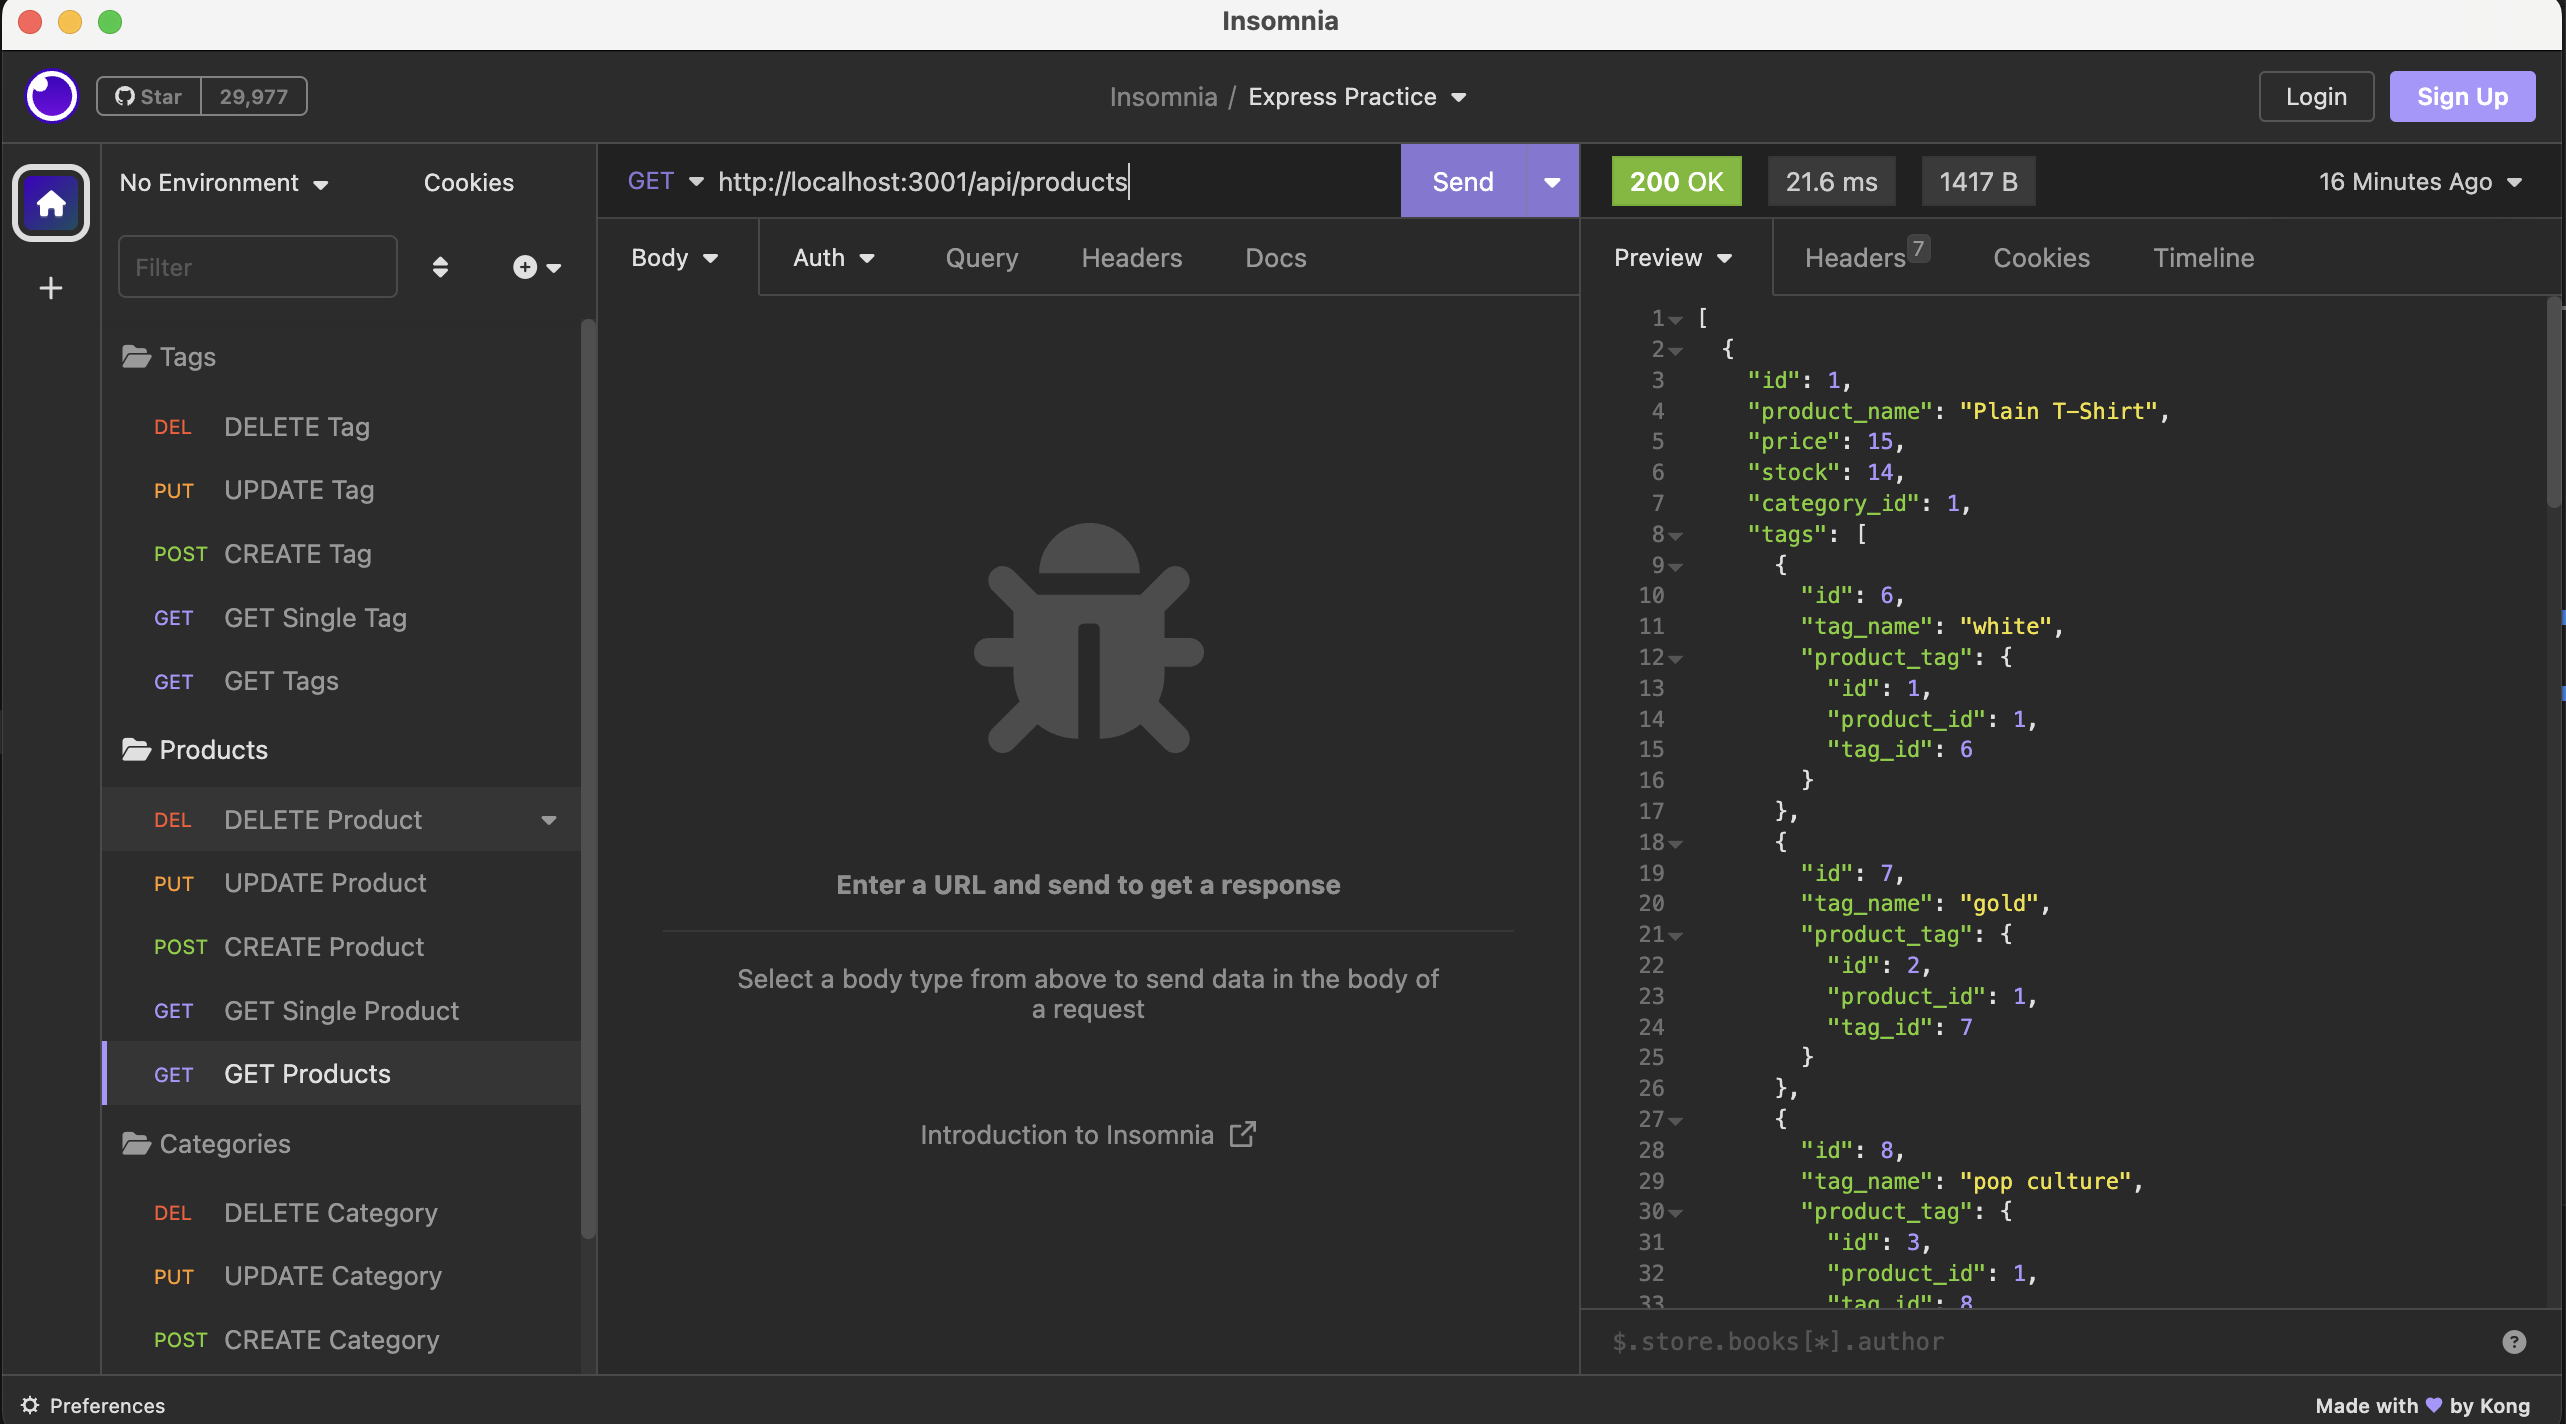 Insomnia
Star 29,977
Insomnia / Express Practice
Login
Sign Up
No Environment
Cookies
Filter
Tags
DEL DELETE Tag
PUT UPDATE Tag
POST CREATE Tag
GET GET Single Tag
GET GET Tags
Products
DEL DELETE Product
PUT UPDATE Product
POST CREATE Product
GET GET Single Product
GET GET Products
Categories
DEL DELETE Category
PUT UPDATE Category
POST CREATE Category
GET http://localhost:3001/api/products
Send
Body Auth Query Headers Docs
Enter a URL and send to get a response
Select a body type from above to send data in the body of
a request
Introduction to Insomnia
200 OK 21.6 ms 1417 B 16 Minutes Ago
Preview Headers 7 Cookies Timeline
1 [
2 {
3 "id": 1,
4 "product_name": "Plain T-Shirt",
5 "price": 15,
6 "stock": 14,
7 "category_id": 1,
8 "tags": [
9 {
10 "id": 6,
11 "tag_name": "white",
12 "product_tag": {
13 "id": 1,
14 "product_id": 1,
15 "tag_id": 6
16 }
17 },
18 {
19 "id": 7,
20 "tag_name": "gold",
21 "product_tag": {
22 "id": 2,
23 "product_id": 1,
24 "tag_id": 7
25 }
26 },
27 {
28 "id": 8,
29 "tag_name": "pop culture",
30 "product_tag": {
31 "id": 3,
32 "product_id": 1,
33 "tag_id": 8
$.store.books[*].author
Preferences
Made with 💜 by Kong